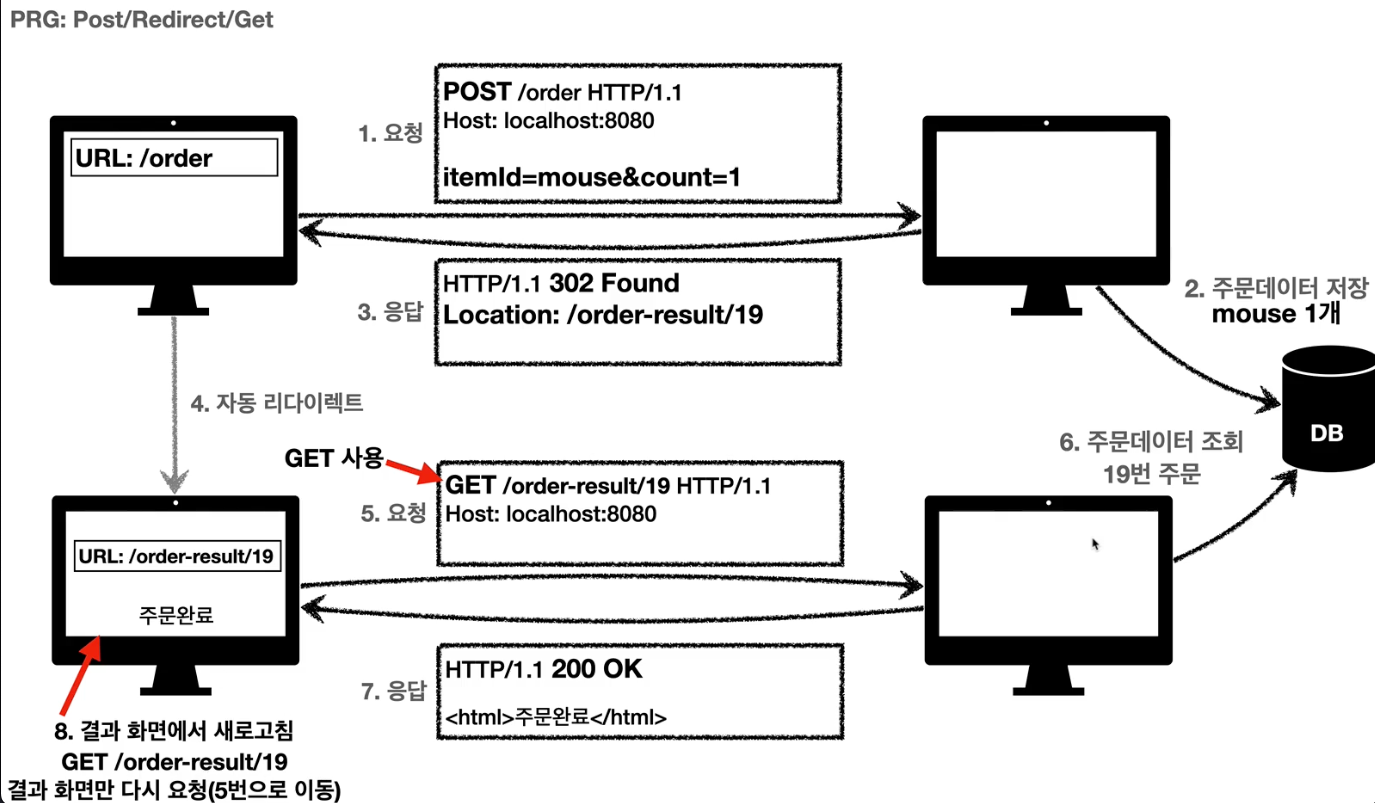 PRG: Post/Redirect/Get
URL: /order
1. 요청
POST /order HTTP/1.1
Host: localhost:8080
itemId=mouse&count=1
2. 주문데이터 저장
mouse 1개
3. 응답
HTTP/1.1 302 Found
Location: /order-result/19
4. 자동 리다이렉트
DB
GET 사용
5. 요청
GET /order-result/19 HTTP/1.1
Host: localhost:8080
6. 주문데이터 조회
19번 주문
URL: /order-result/19
주문완료
7. 응답
HTTP/1.1 200 OK
<html>주문완료</html>
8. 결과 화면에서 새로고침
GET /order-result/19
결과 화면만 다시 요청(5번으로 이동)